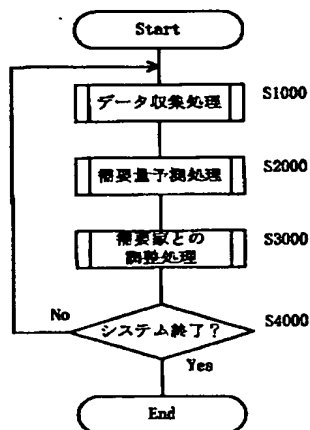 Start
データ収集処理 S1000
需要量予測処理 S2000
需要家との
調整処理 S3000
No システム終了? S4000
Yes
End